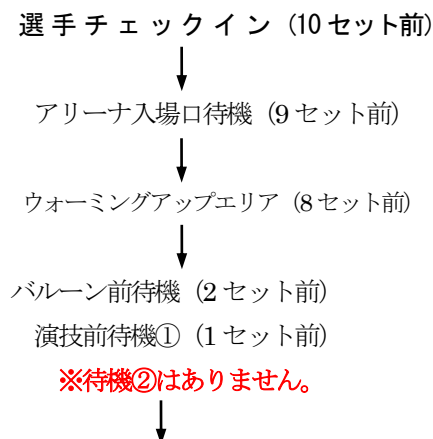 選手チェックイン (10セット前)
アリーナ入場口待機 (9セット前)
ウォーミングアップエリア (8セット前)
バルーン前待機 (2セット前)
演技前待機① (1セット前)
※待機②はありません。